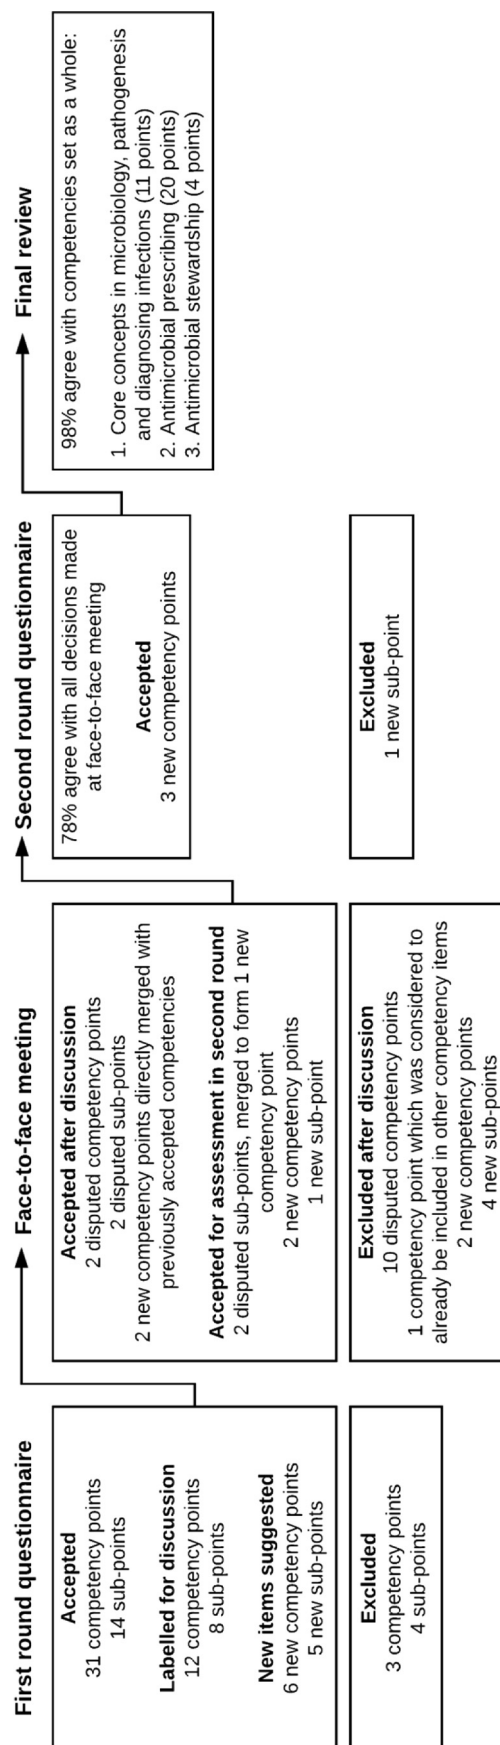 First round questionnaire
Accepted
31 competency points
14 sub-points
Labelled for discussion
12 competency points
8 sub-points
New items suggested
6 new competency points
5 new sub-points
Excluded
3 competency points
4 sub-points
Face-to-face meeting
Accepted after discussion
2 disputed competency points
2 disputed sub-points
2 new competency points directly merged with
previously accepted competencies
Accepted for assessment in second round
2 disputed sub-points, merged to form 1 new
competency point
2 new competency points
1 new sub-point
Excluded after discussion
10 disputed competency points
1 competency point which was considered to
already be included in other competency items
2 new competency points
4 new sub-points
Second round questionnaire
78% agree with all decisions made
at face-to-face meeting
Accepted
3 new competency points
Excluded
1 new sub-point
Final review
98% agree with competencies set as a whole:
1. Core concepts in microbiology, pathogenesis
and diagnosing infections (11 points)
2. Antimicrobial prescribing (20 points)
3. Antimicrobial stewardship (4 points)